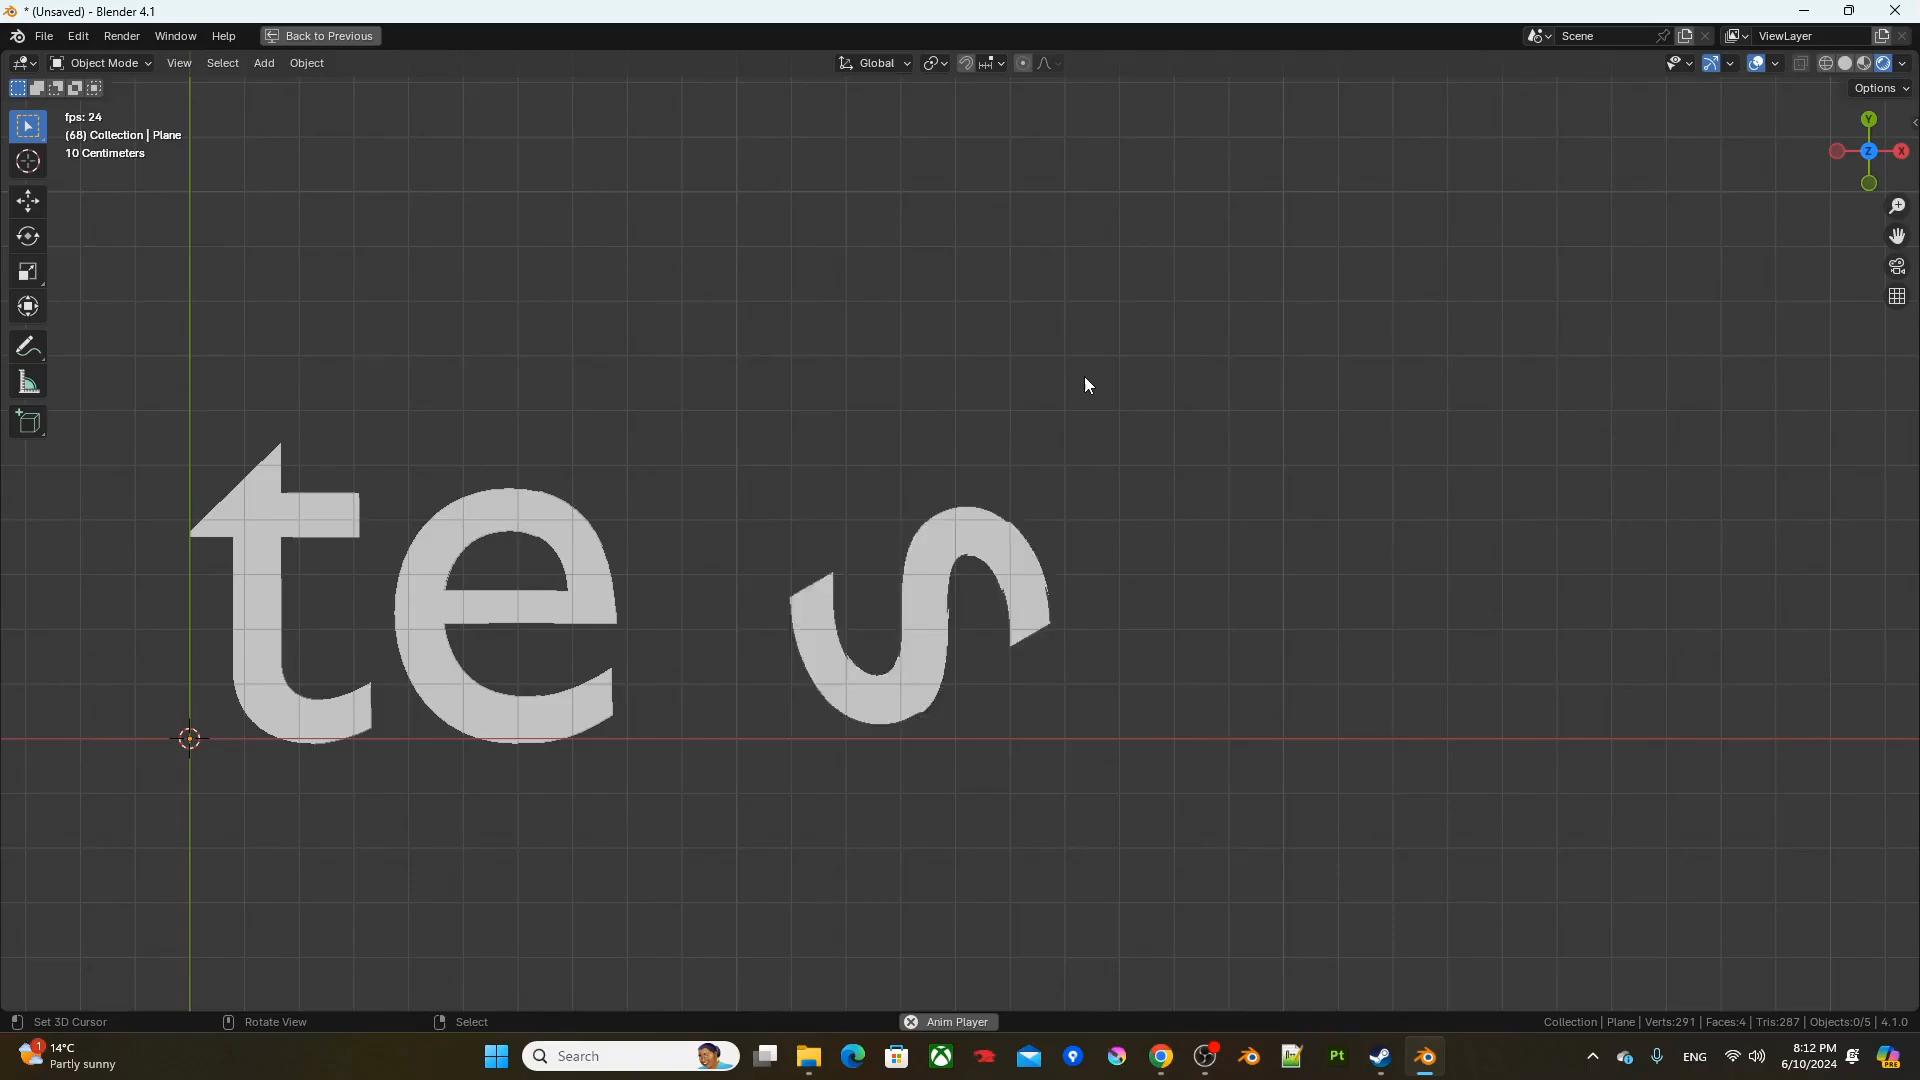 * (Unsaved) - Blender 4.1
File Edit Render Window Help Back to Previous Scene ViewLayer
Object Mode View Select Add Object Global
Options
fps: 24
(68) Collection | Plane
10 Centimeters
Y
Z X
te s
Set 3D Cursor Rotate View Select Anim Player Collection | Plane | Verts:291 | Faces:4 | Tris:287 | Objects:0/5 | 4.1.0
1 14°C
Partly sunny
Search
Pt
ENG
8:12 PM
6/10/2024
PRE